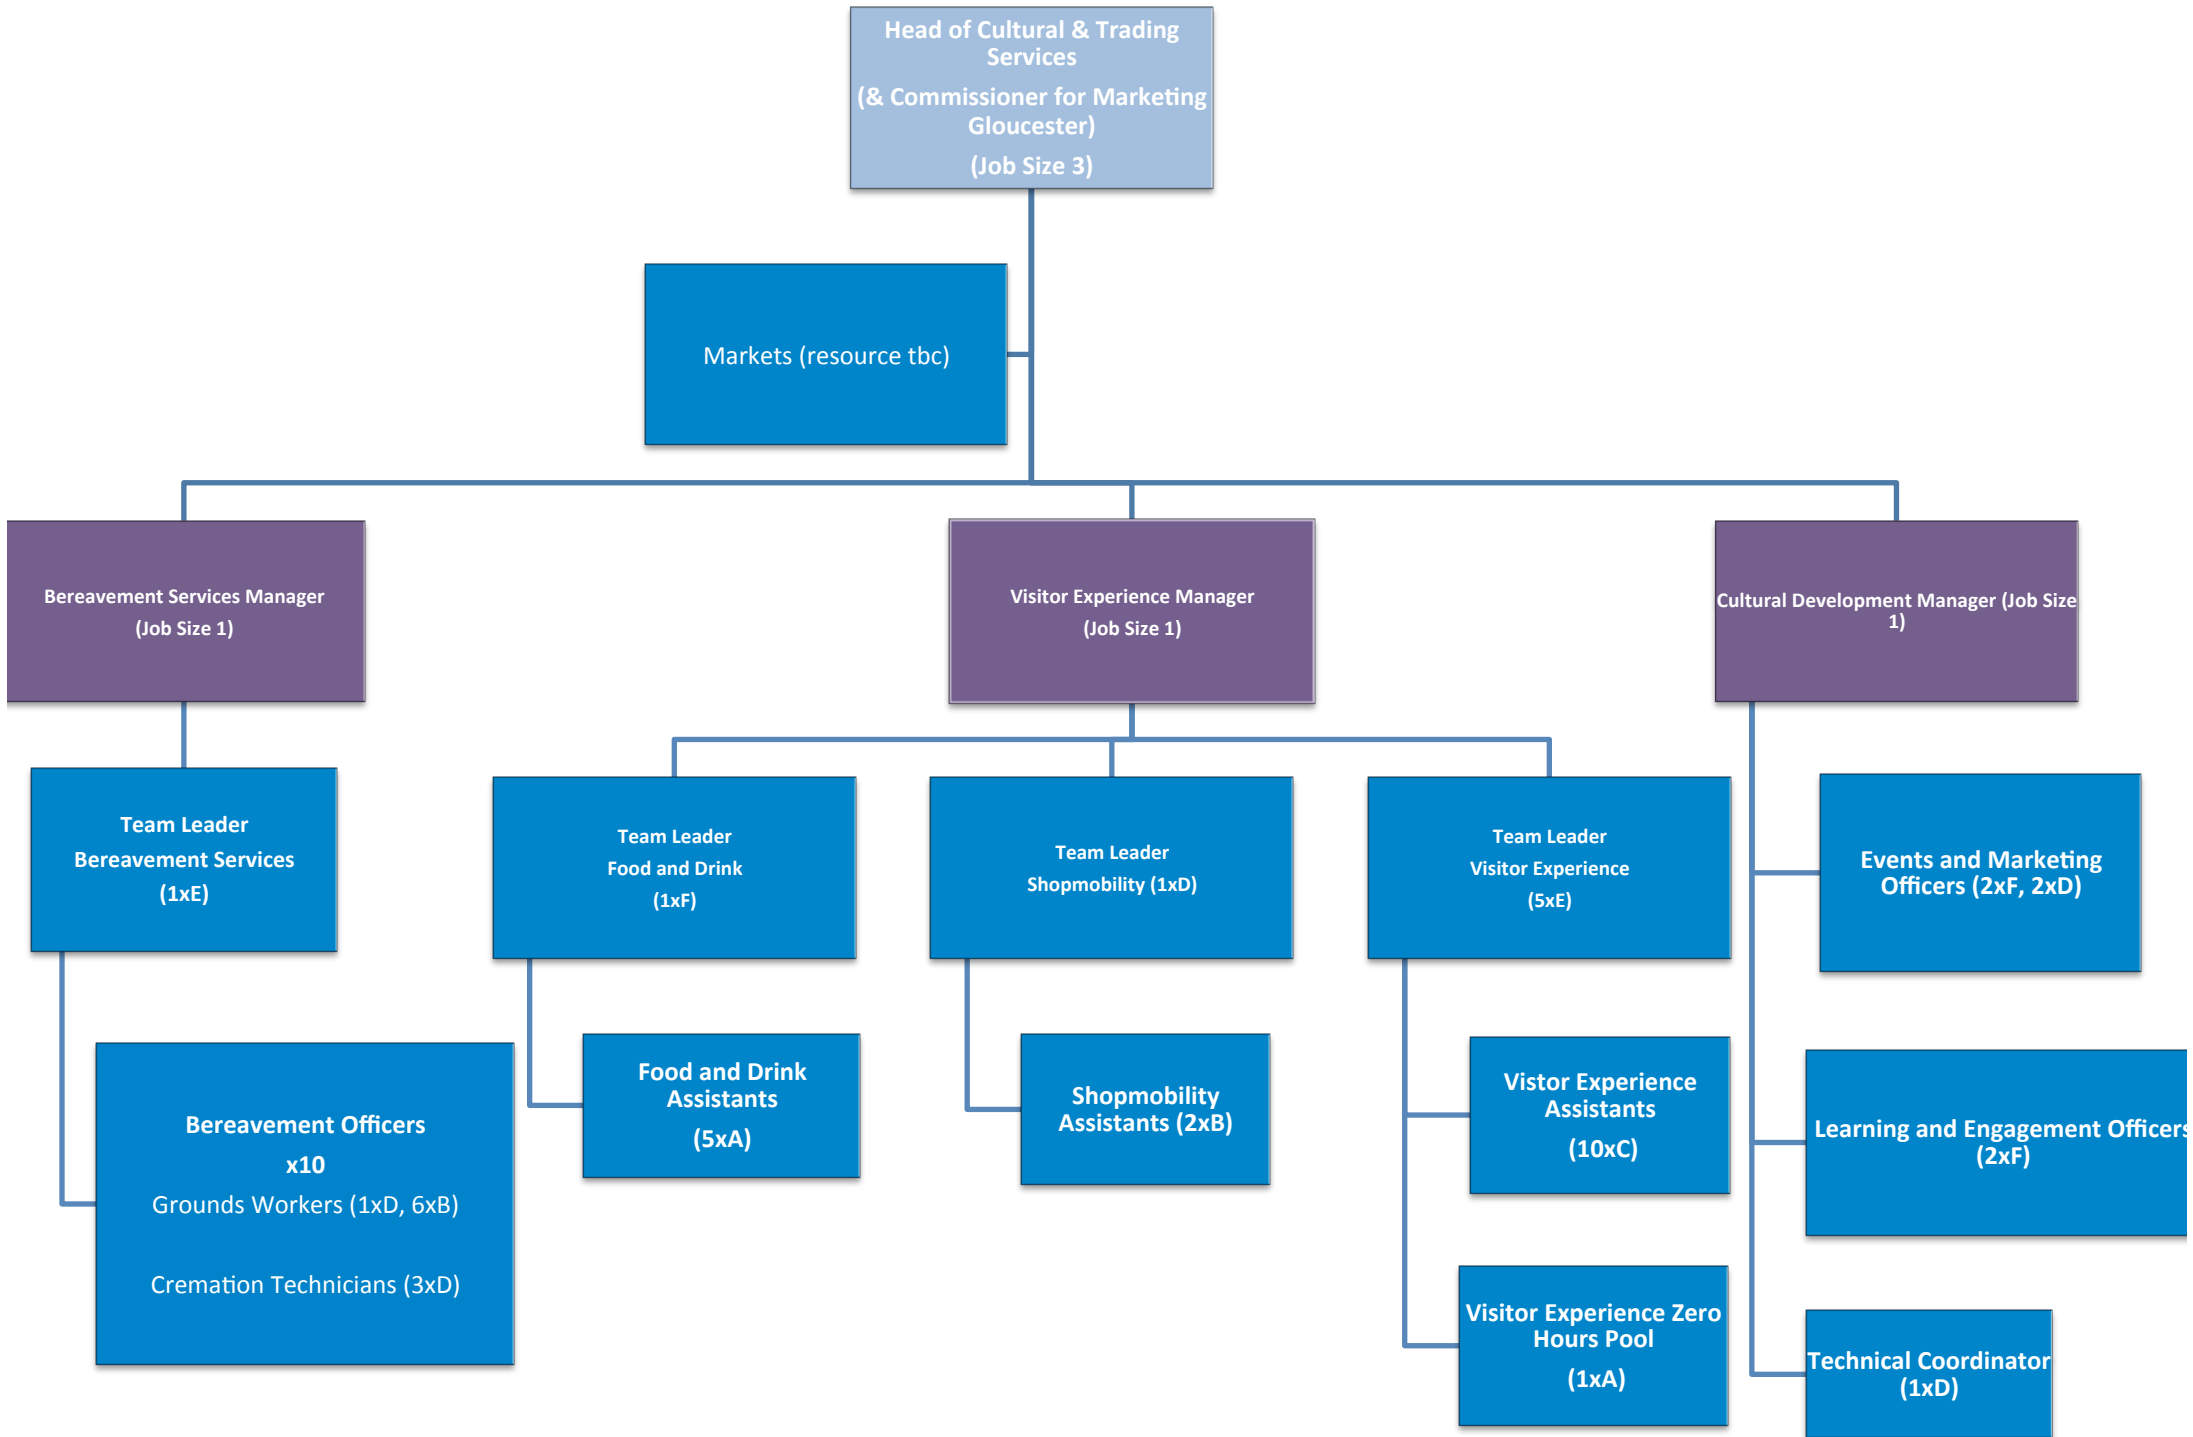 Head of Cultural & Trading
Services
(& Commissioner for Marketing
Gloucester)
(Job Size 3)
Markets (resource tbc)
Bereavement Services Manager
(Job Size 1)
Visitor Experience Manager
(Job Size 1)
Cultural Development Manager (Job Size
1)
Team Leader
Bereavement Services
(1xE)
Team Leader
Food and Drink
(1xF)
Team Leader
Shopmobility (1xD)
Team Leader
Visitor Experience
(5xE)
Events and Marketing
Officers (2xF, 2xD)
Bereavement Officers
x10
Grounds Workers (1xD, 6xB)
Cremation Technicians (3xD)
Food and Drink
Assistants
(5xA)
Shopmobility
Assistants (2xB)
Vistor Experience
Assistants
(10xC)
Learning and Engagement Officers
(2xF)
Visitor Experience Zero
Hours Pool
(1xA)
Technical Coordinator
(1xD)